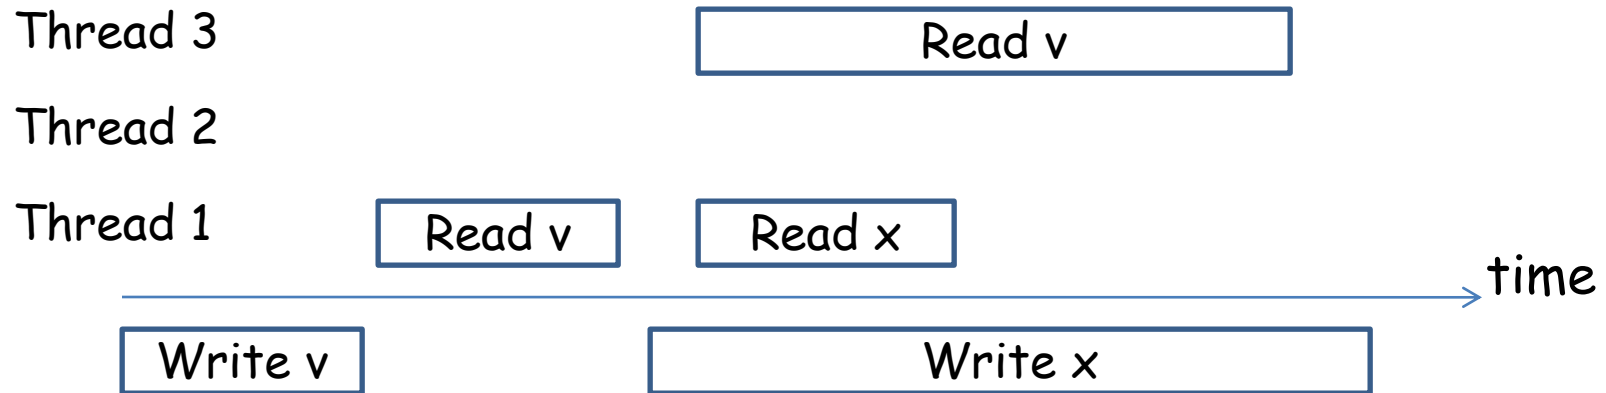 Thread 3
Read v
Thread 2
Thread 1
Read v
Read x
time
Write v
Write x